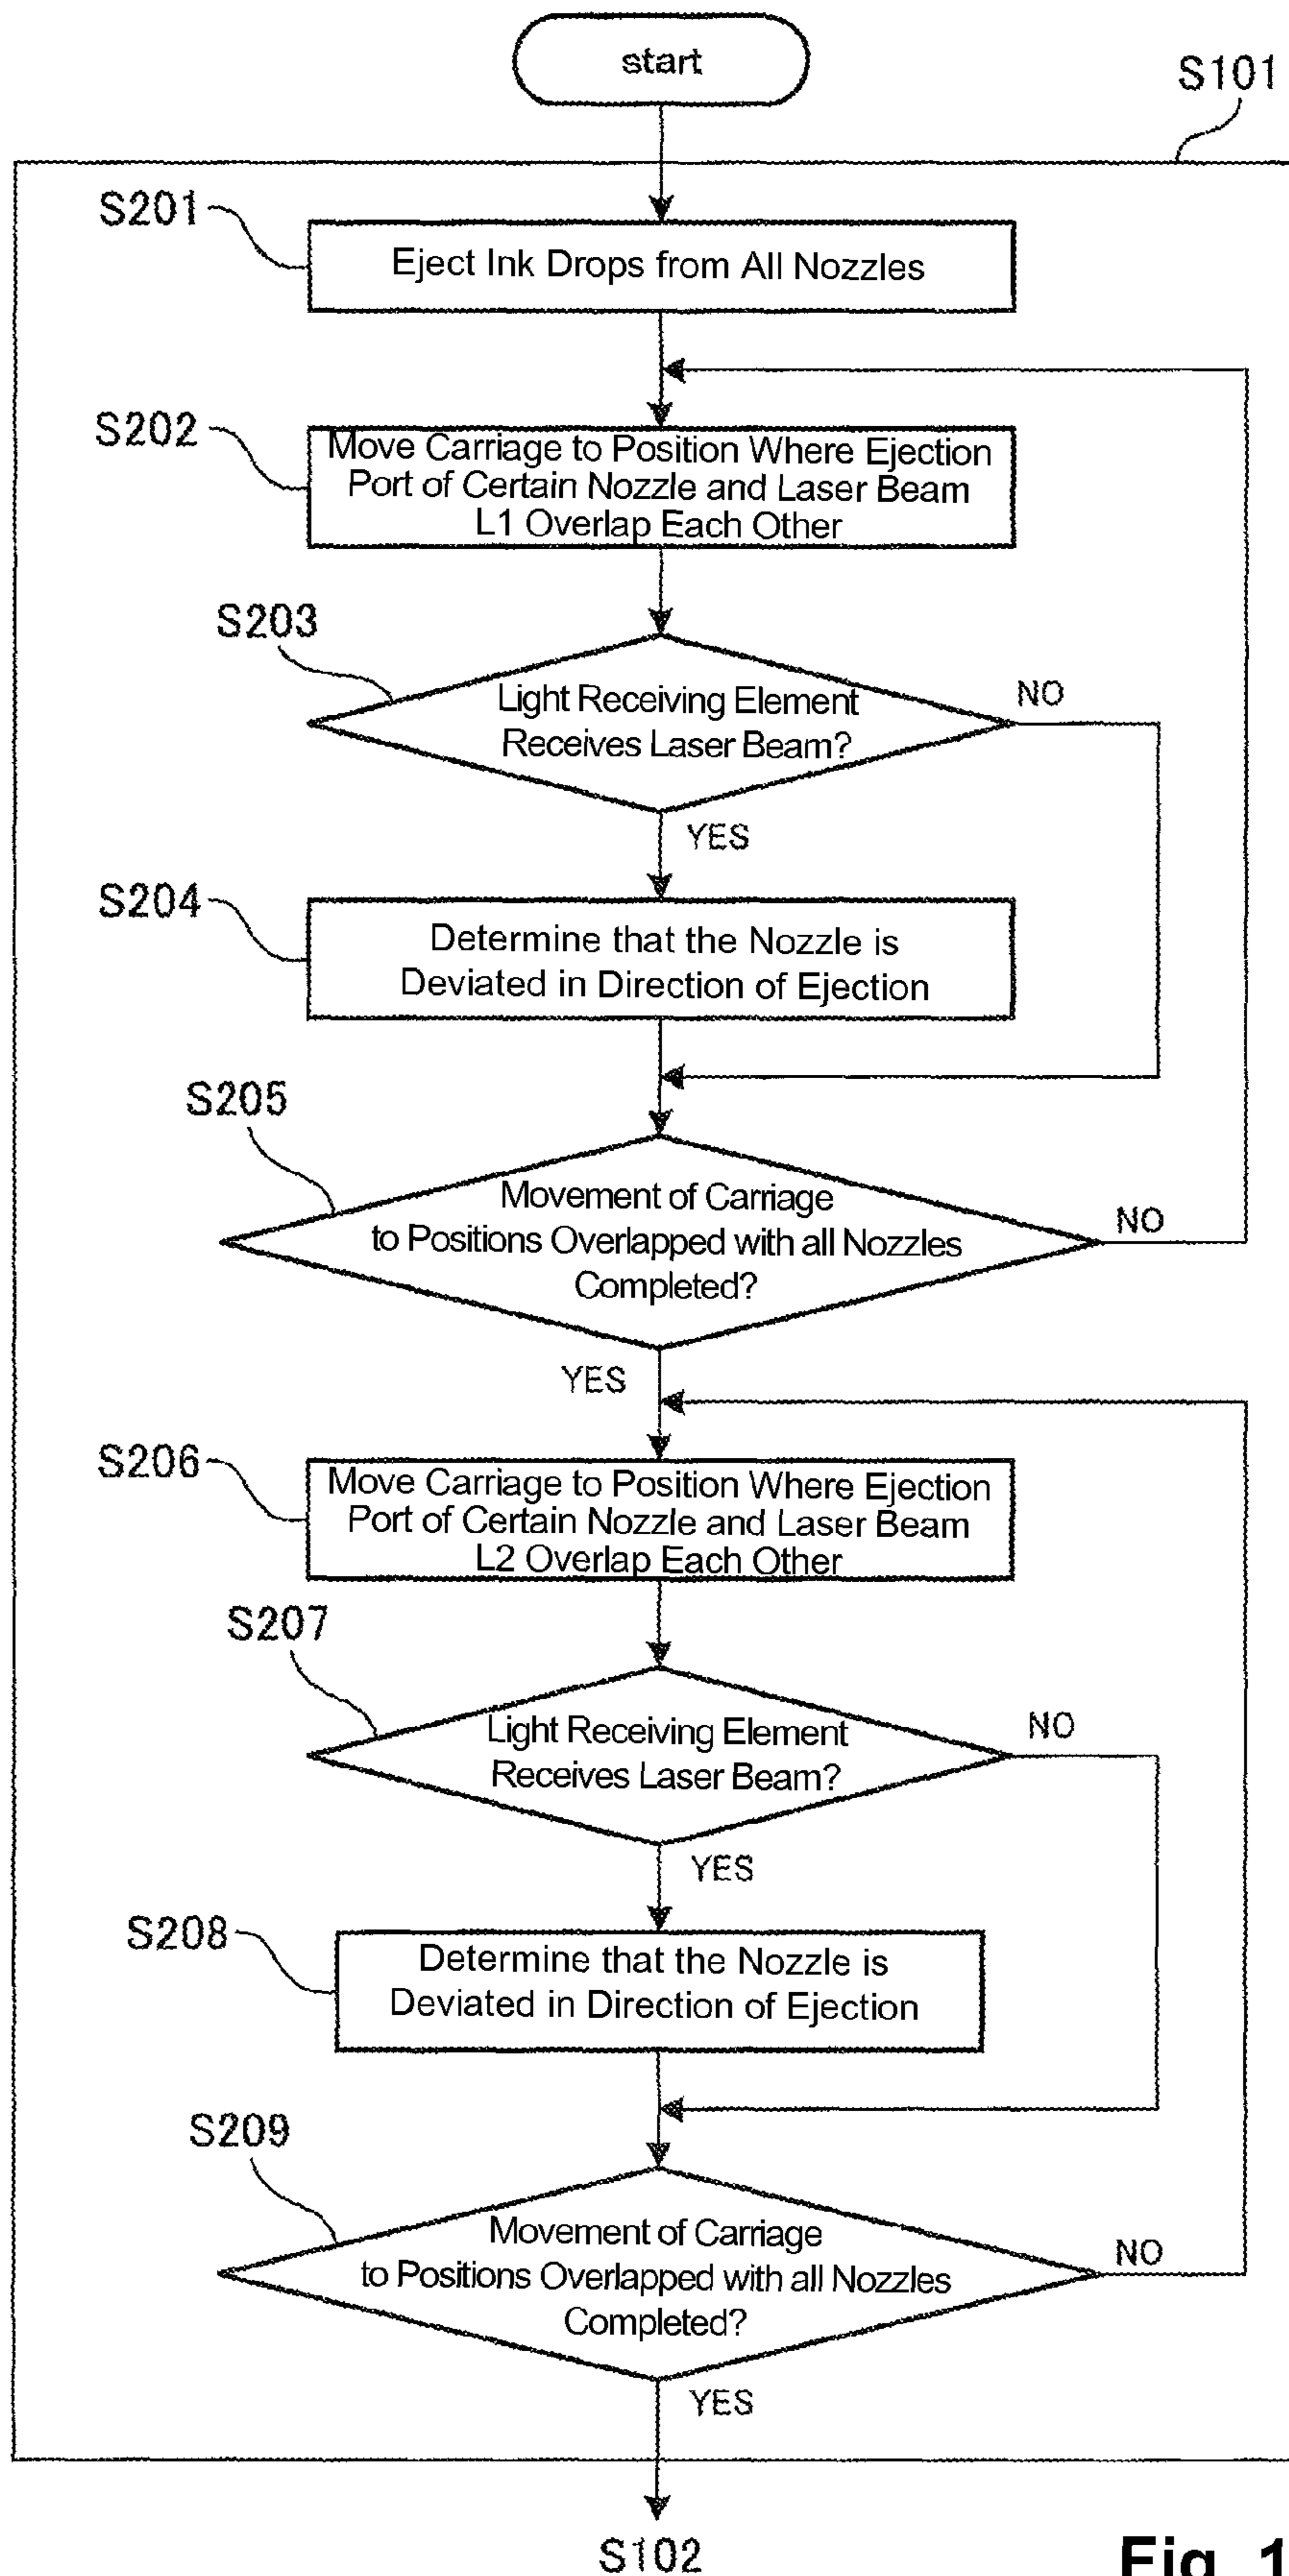 start
S101
S201
Eject Ink Drops from All Nozzles
S202
Move Carriage to Position Where Ejection
Port of Certain Nozzle and Laser Beam
L1 Overlap Each Other
S203
Light Receiving Element
Receives Laser Beam?
NO
YES
S204
Determine that the Nozzle is
Deviated in Direction of Ejection
S205
Movement of Carriage
to Positions Overlapped with all Nozzles
Completed?
NO
YES
S206
Move Carriage to Position Where Ejection
Port of Certain Nozzle and Laser Beam
L2 Overlap Each Other
S207
Light Receiving Element
Receives Laser Beam?
NO
YES
S208
Determine that the Nozzle is
Deviated in Direction of Ejection
S209
Movement of Carriage
to Positions Overlapped with all Nozzles
Completed?
NO
YES
S102
Fig. 1